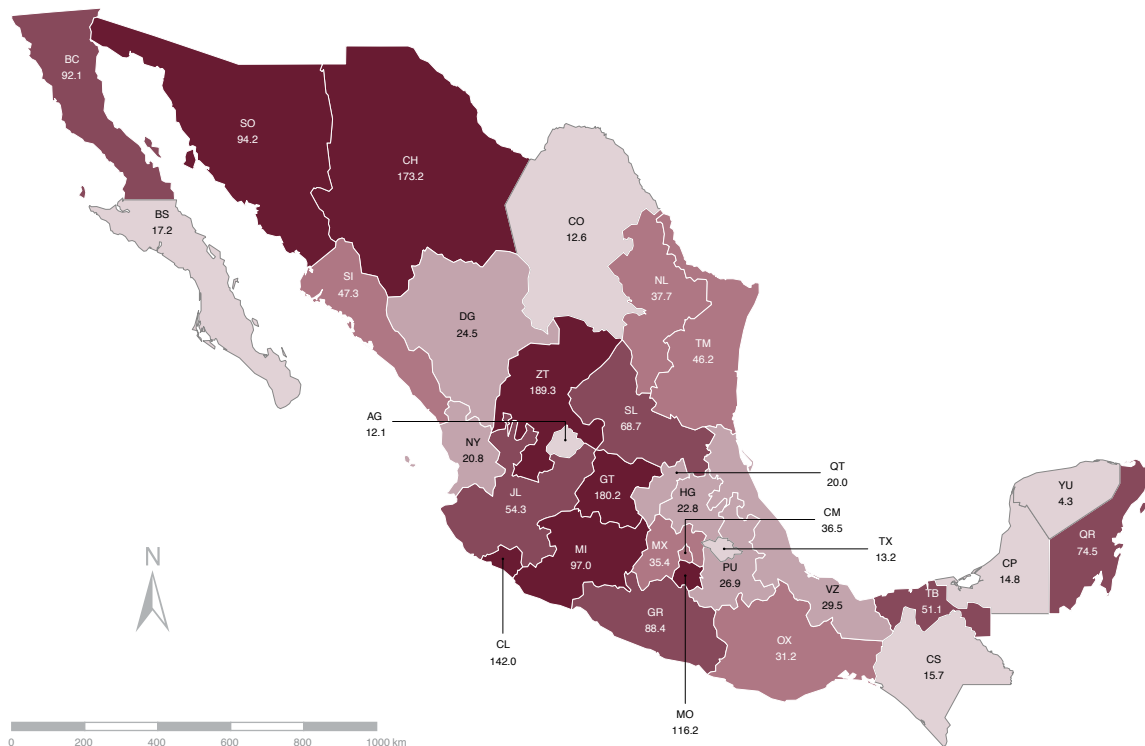 BC
92.1
SO
94.2
CH
173.2
BS
17.2
CO
12.6
SI
47.3
NL
37.7
DG
24.5
TM
46.2
ZT
189.3
SL
68.7
AG
12.1
NY
20.8
QT
20.0
GT
180.2
HG
22.8
YU
4.3
JL
54.3
CM
36.5
QR
74.5
TX
13.2
MX
35.4
MI
97.0
PU
26.9
CP
14.8
N
VZ
29.5
TB
51.1
GR
88.4
OX
31.2
CL
142.0
CS
15.7
MO
116.2
0 200 400 600 800 1000 km